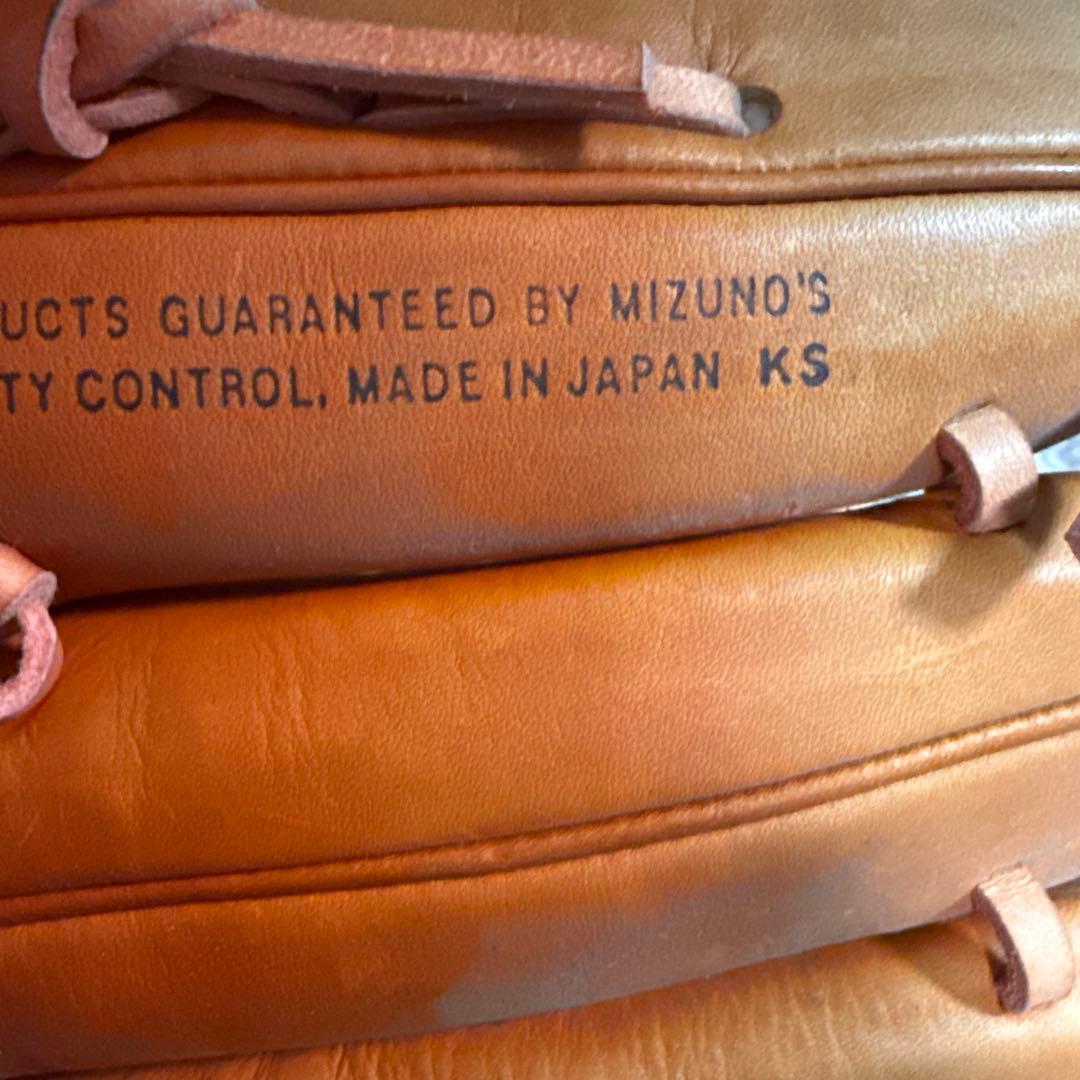 UCTS GUARANTEED BY MIZUNO'S
TY CONTROL, MADE IN JAPAN KS